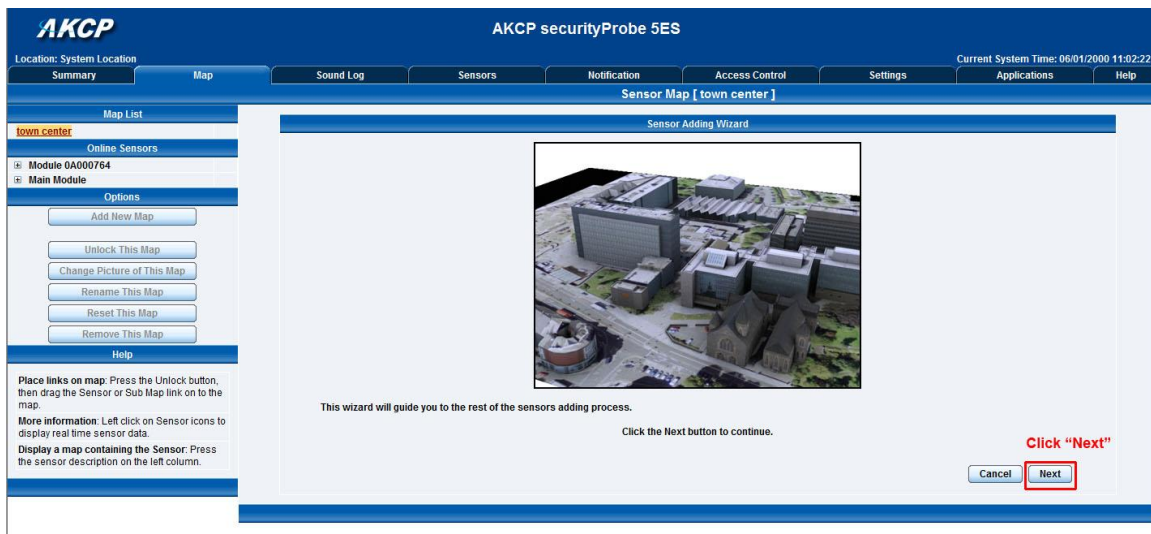 AKCP
AKCP securityProbe 5ES
Location: System Location
Current System Time: 06/01/2000 11:02:22
Summary
Map
Sound Log
Sensors
Notification
Access Control
Settings
Applications
Help
Sensor Map [ town center ]
Map List
town center
Online Sensors
Module 0A000764
Main Module
Options
Add New Map
Unlock This Map
Change Picture of This Map
Rename This Map
Reset This Map
Remove This Map
Help
Place links on map: Press the Unlock button,
then drag the Sensor or Sub Map link on to the
map.
More information: Left click on Sensor icons to
display real time sensor data.
Display a map containing the Sensor: Press
the sensor description on the left column.
Sensor Adding Wizard
This wizard will guide you to the rest of the sensors adding process.
Click the Next button to continue.
Click “Next”
Cancel
Next